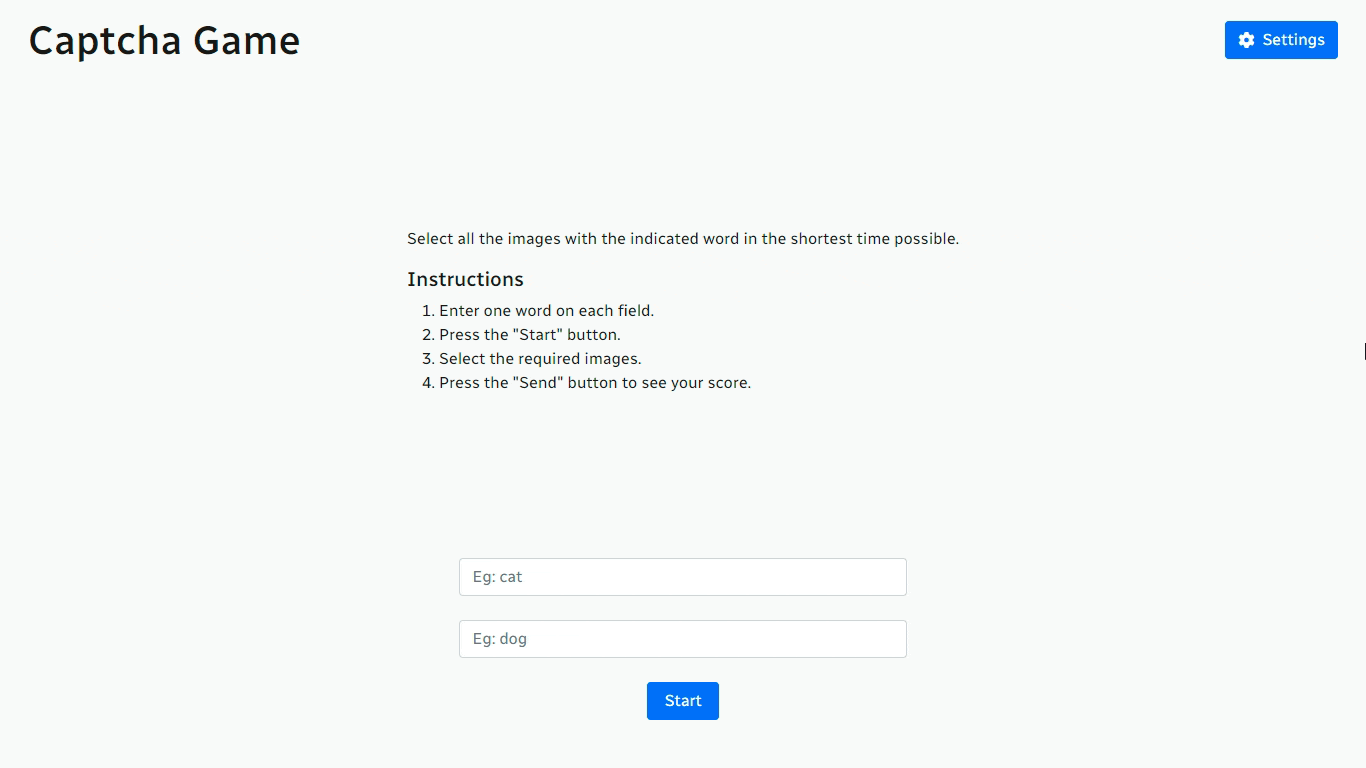 Captcha Game
Settings
Select all the images with the indicated word in the shortest time possible.
Instructions
1. Enter one word on each field.
2. Press the "Start" button.
3. Select the required images.
4. Press the "Send" button to see your score.
Eg: cat
Eg: dog
Start